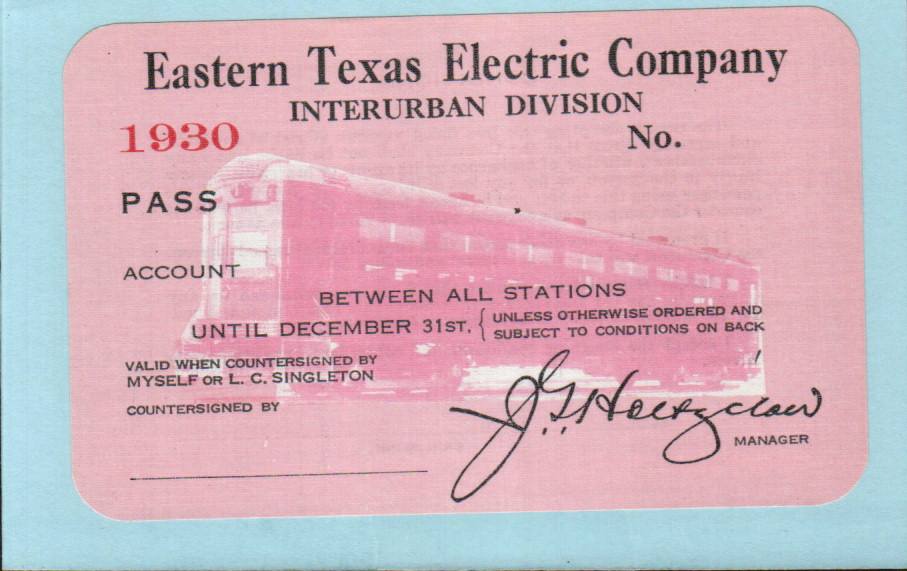 Eastern Texas Electric Company
INTERURBAN DIVISION
1930
No.
PASS
ACCOUNT
BETWEEN ALL STATIONS
UNTIL DECEMBER 31ST. { UNLESS OTHERWISE ORDERED AND
SUBJECT TO CONDITIONS ON BACK
VALID WHEN COUNTERSIGNED BY
MYSELF OR L. C. SINGLETON
COUNTERSIGNED BY
J. G. Holtzclaw
MANAGER